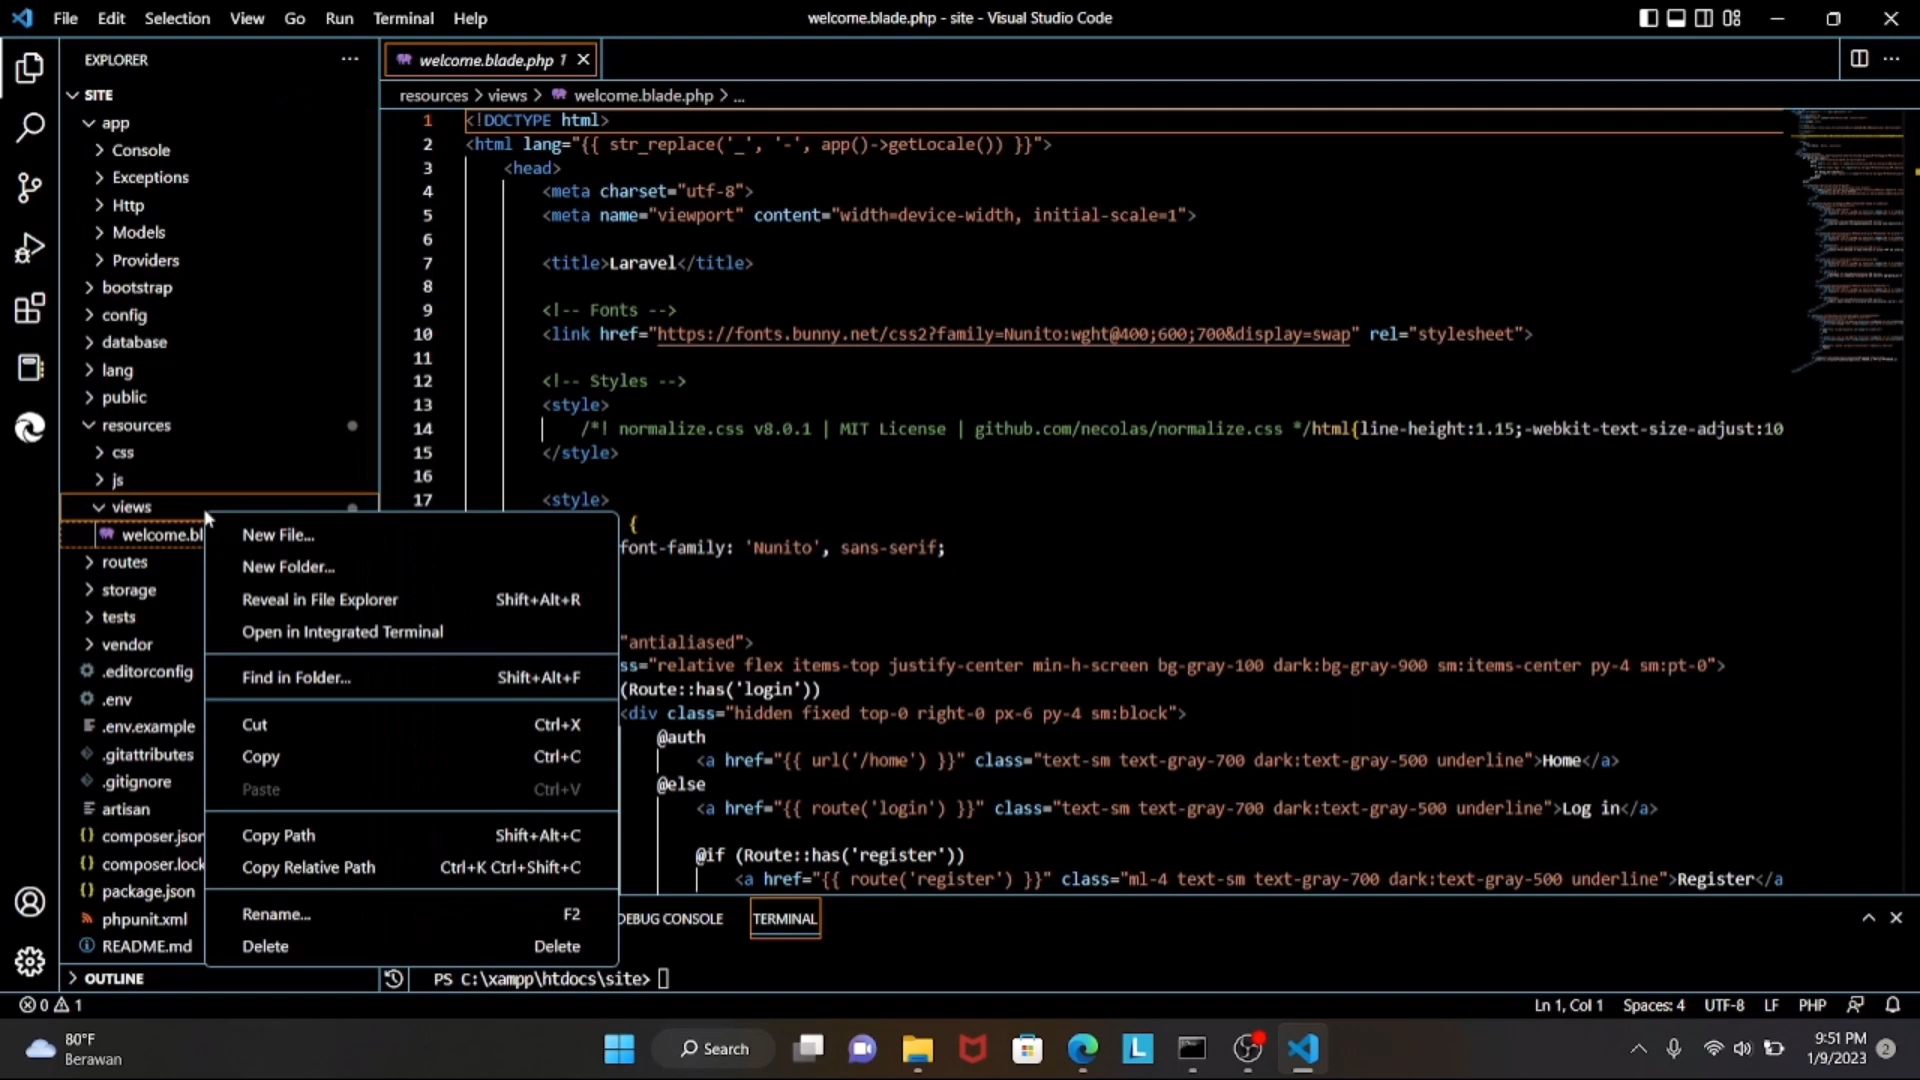 File Edit Selection View Go Run Terminal Help
welcome.blade.php - site - Visual Studio Code
EXPLORER
SITE
app
Console
Exceptions
Http
Models
Providers
bootstrap
config
database
lang
public
resources
css
js
views
welcome.bl
routes
storage
tests
vendor
.editorconfig
.env
.env.example
.gitattributes
.gitignore
artisan
composer.json
composer.lock
package.json
phpunit.xml
README.md
OUTLINE
New File...
New Folder...
Reveal in File Explorer Shift+Alt+R
Open in Integrated Terminal
Find in Folder... Shift+Alt+F
Cut Ctrl+X
Copy Ctrl+C
Paste Ctrl+V
Copy Path Shift+Alt+C
Copy Relative Path Ctrl+K Ctrl+Shift+C
Rename... F2
Delete Delete
welcome.blade.php 1
resources > views > welcome.blade.php > ...
1 <!DOCTYPE html>
2 <html lang="{{ str_replace('_', '-', app()->getLocale()) }}">
3 <head>
4 <meta charset="utf-8">
5 <meta name="viewport" content="width=device-width, initial-scale=1">
6
7 <title>Laravel</title>
8
9 <!-- Fonts -->
10 <link href="https://fonts.bunny.net/css2?family=Nunito:wght@400;600;700&display=swap" rel="stylesheet">
11
12 <!-- Styles -->
13 <style>
14 /*! normalize.css v8.0.1 | MIT License | github.com/necolas/normalize.css */html{line-height:1.15;-webkit-text-size-adjust:10
15 </style>
16
17 <style>
{
font-family: 'Nunito', sans-serif;
"antialiased">
ss="relative flex items-top justify-center min-h-screen bg-gray-100 dark:bg-gray-900 sm:items-center py-4 sm:pt-0">
(Route::has('login'))
<div class="hidden fixed top-0 right-0 px-6 py-4 sm:block">
@auth
<a href="{{ url('/home') }}" class="text-sm text-gray-700 dark:text-gray-500 underline">Home</a>
@else
<a href="{{ route('login') }}" class="text-sm text-gray-700 dark:text-gray-500 underline">Log in</a>
@if (Route::has('register'))
<a href="{{ route('register') }}" class="ml-4 text-sm text-gray-700 dark:text-gray-500 underline">Register</a
DEBUG CONSOLE TERMINAL
PS C:\xampp\htdocs\site>
0 1
Ln 1, Col 1 Spaces: 4 UTF-8 LF PHP
80°F
Berawan
Search
9:51 PM
1/9/2023
2